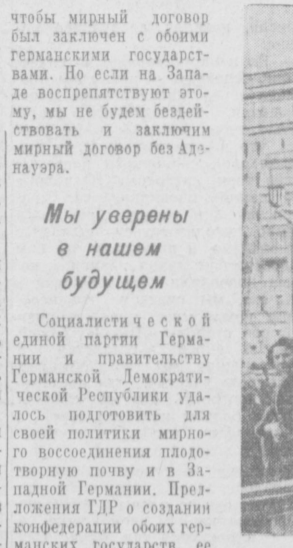 чтобы мирный договор
был заключен с обоими
германскими государст-
вами. Но если на Запа-
де воспрепятствуют это-
му, мы не будем бездей-
ствовать и заключим
мирный договор без Аде-
науэра.
Мы уверены
в нашем
будущем
Социалистической
единой партии Герма-
нии и правительству
Германской Демократи-
ческой Республики уда-
лось подготовить для
своей политики мирно-
го воссоединения плодо-
творную почву и в За-
падной Германии. Пред-
ложения ГДР о создании
конфедерации обоих гер-
манских государств, ее